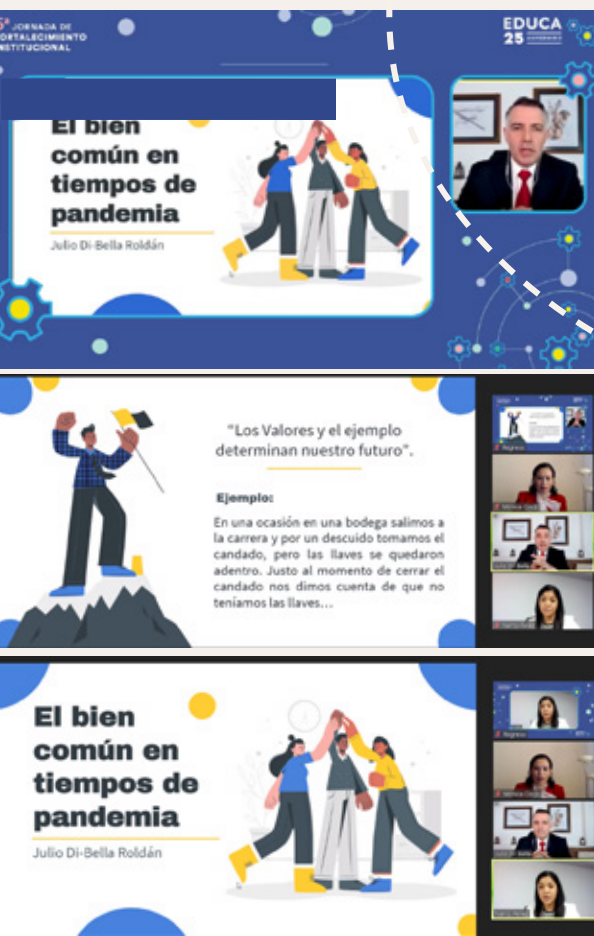 JORNADA DE
FORTALECIMIENTO
INSTITUCIONAL
EDUCA
25
El bien
común en
tiempos de
pandemia
Julio Di-Bella Roldán
“Los Valores y el ejemplo
determinan nuestro futuro”.
Ejemplo:
En una ocasión en una bodega salimos a
la carrera y por un descuido tomamos el
candado, pero las llaves se quedaron
adentro. Justo al momento de cerrar el
candado nos dimos cuenta de que no
teníamos las llaves...
Regreso
El bien
común en
tiempos de
pandemia
Julio Di-Bella Roldán
Regreso